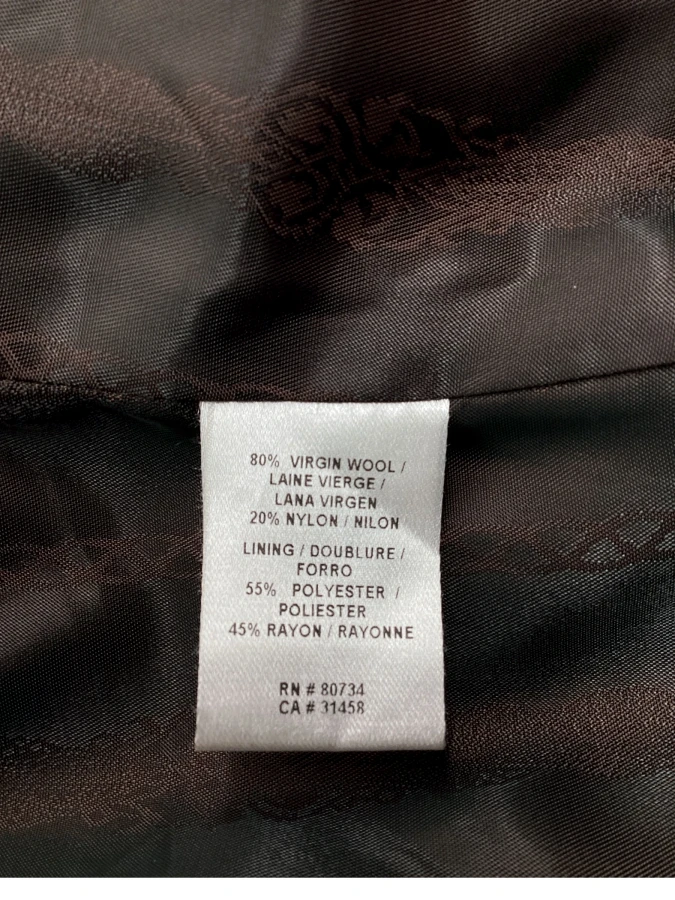 80% VIRGIN WOOL /
LAINE VIERGE /
LANA VIRGEN
20% NYLON / NILON
LINING / DOUBLURE /
FORRO
55% POLYESTER /
POLIESTER
45% RAYON / RAYONNE
RN # 80734
CA # 31458